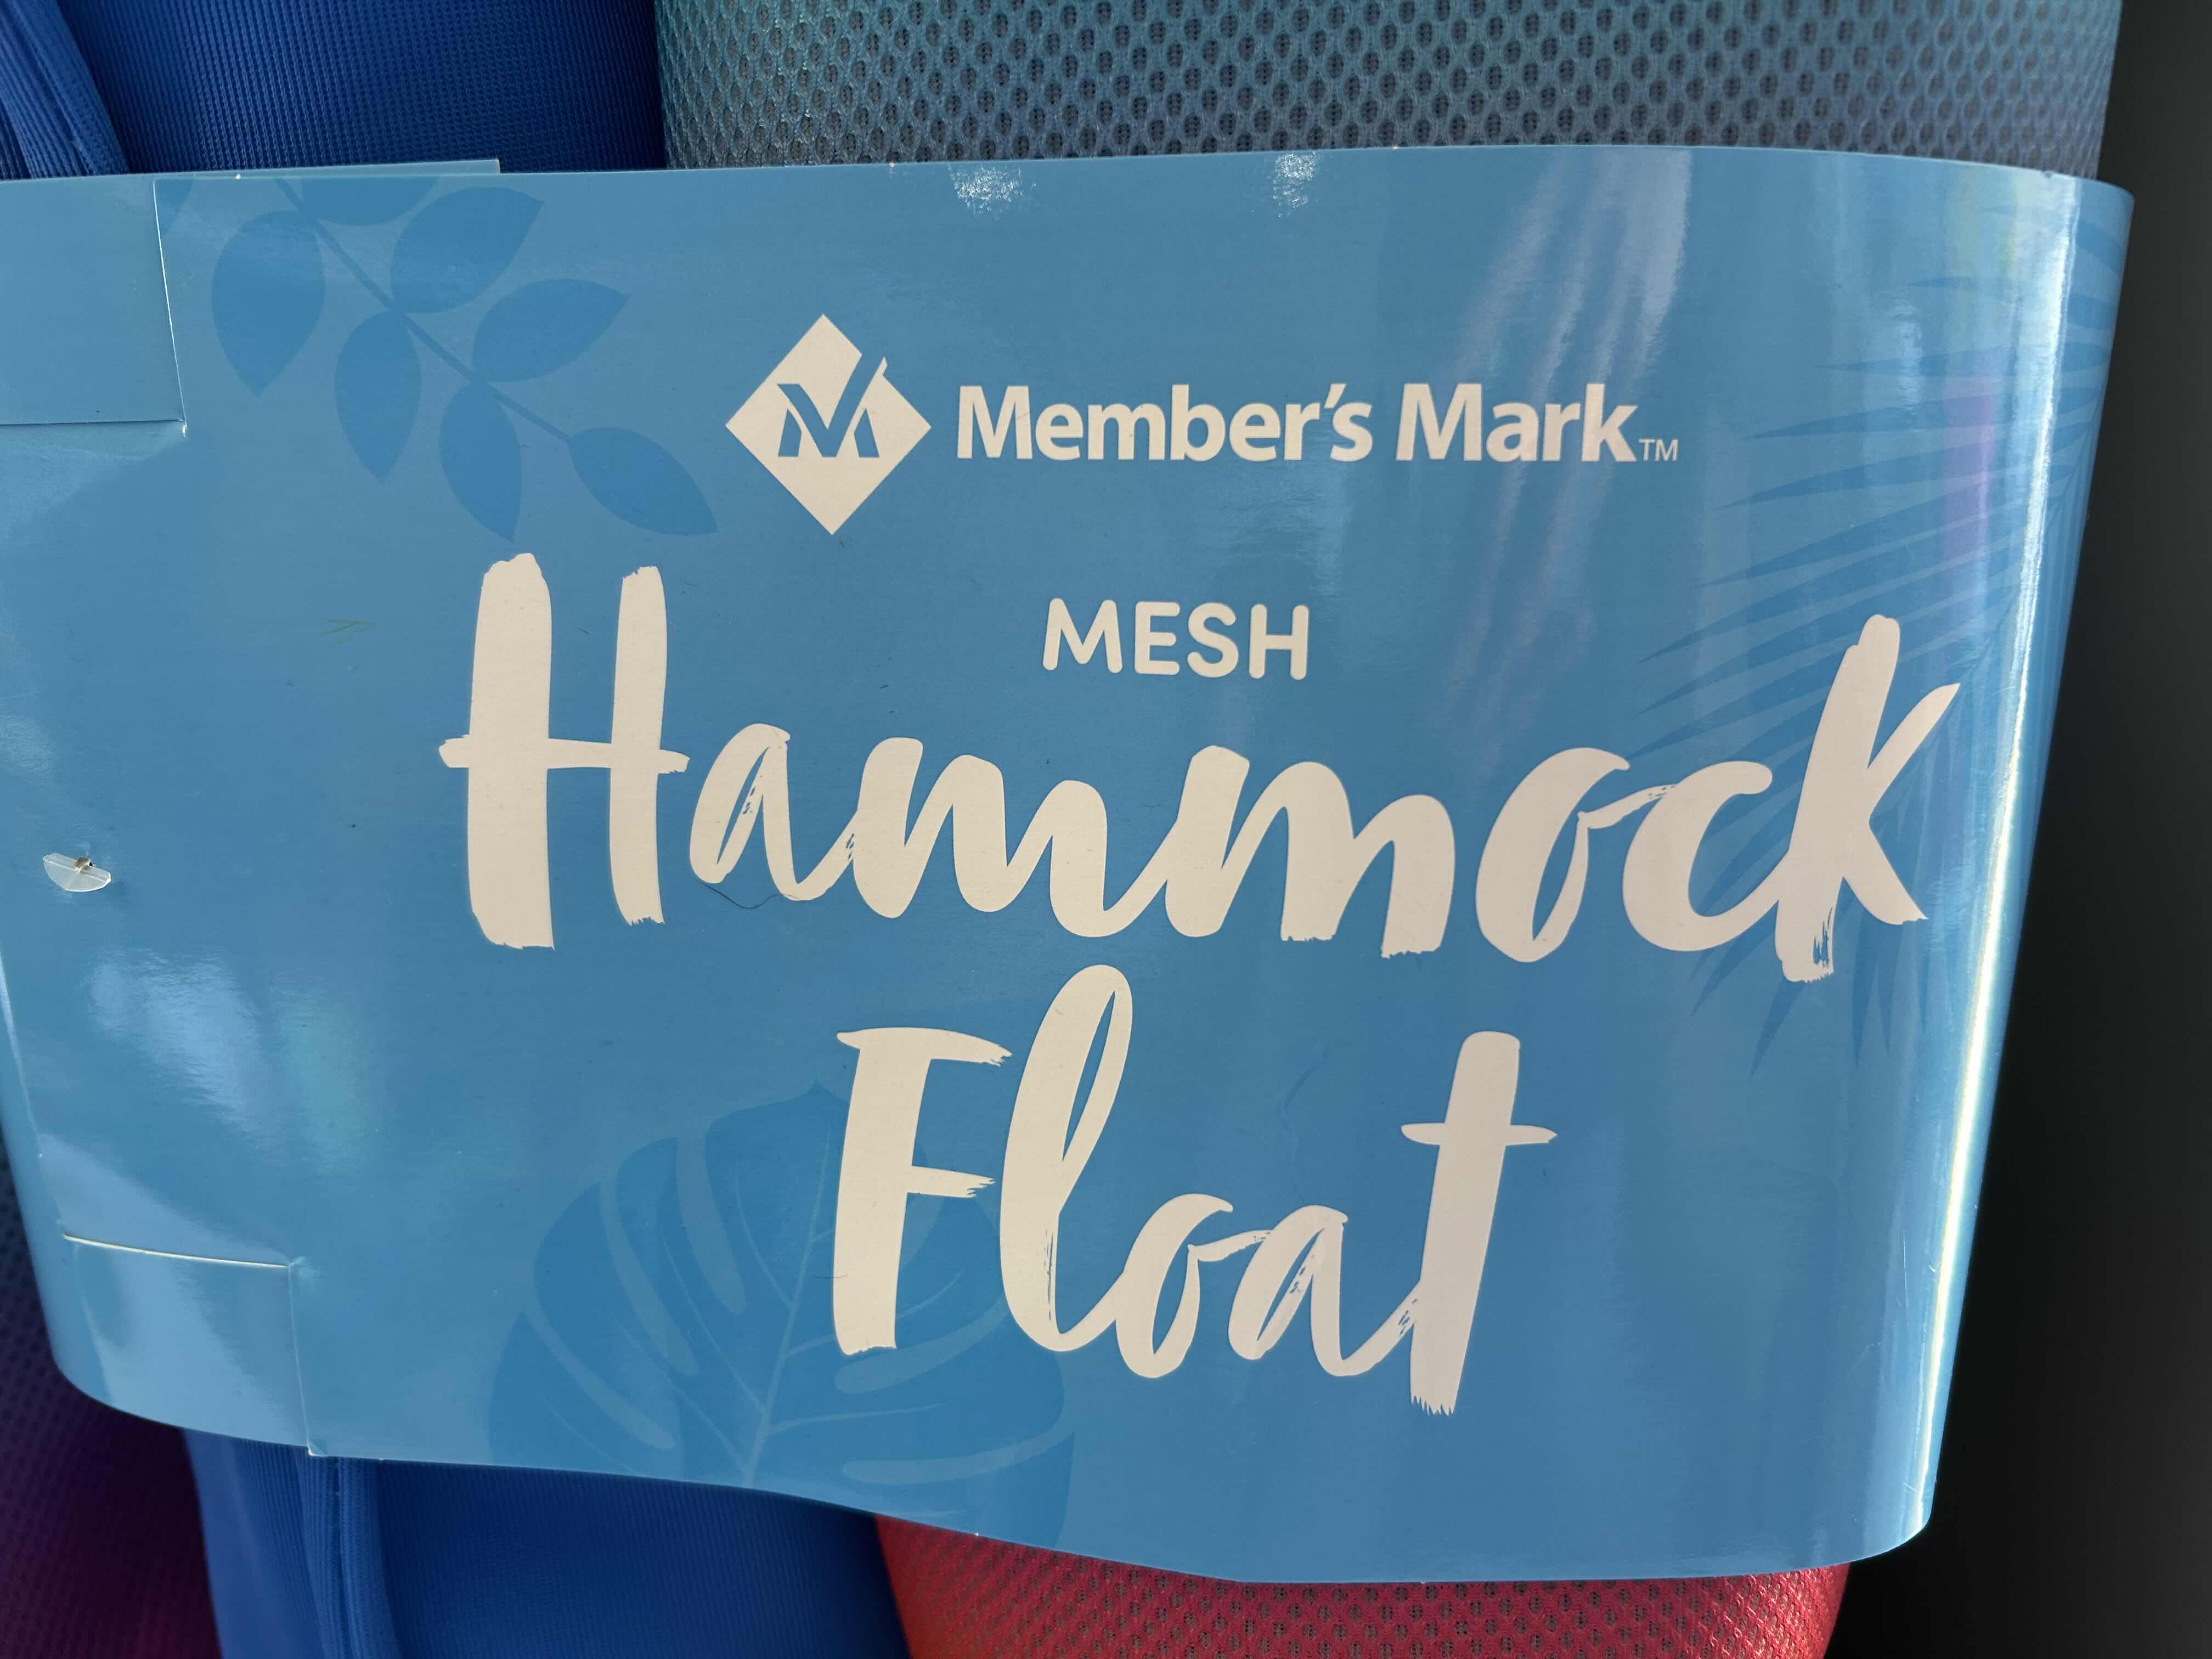 Member's Mark™
MESH
Hammock
Float